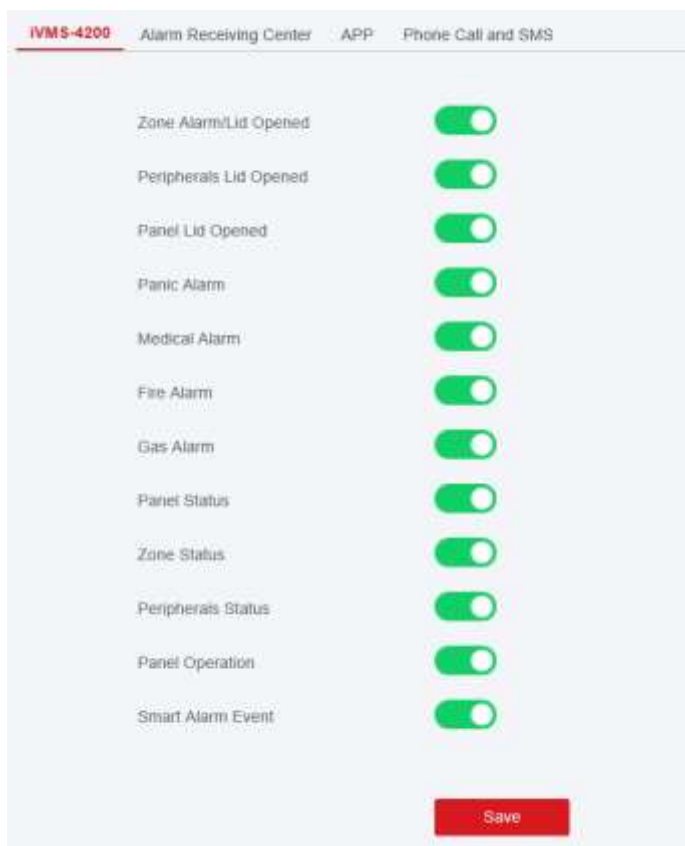 iVMS-4200 Alarm Receiving Center APP Phone Call and SMS
Zone Alarm/Lid Opened
Peripherals Lid Opened
Panel Lid Opened
Panic Alarm
Medical Alarm
Fire Alarm
Gas Alarm
Panel Status
Zone Status
Peripherals Status
Panel Operation
Smart Alarm Event
Save